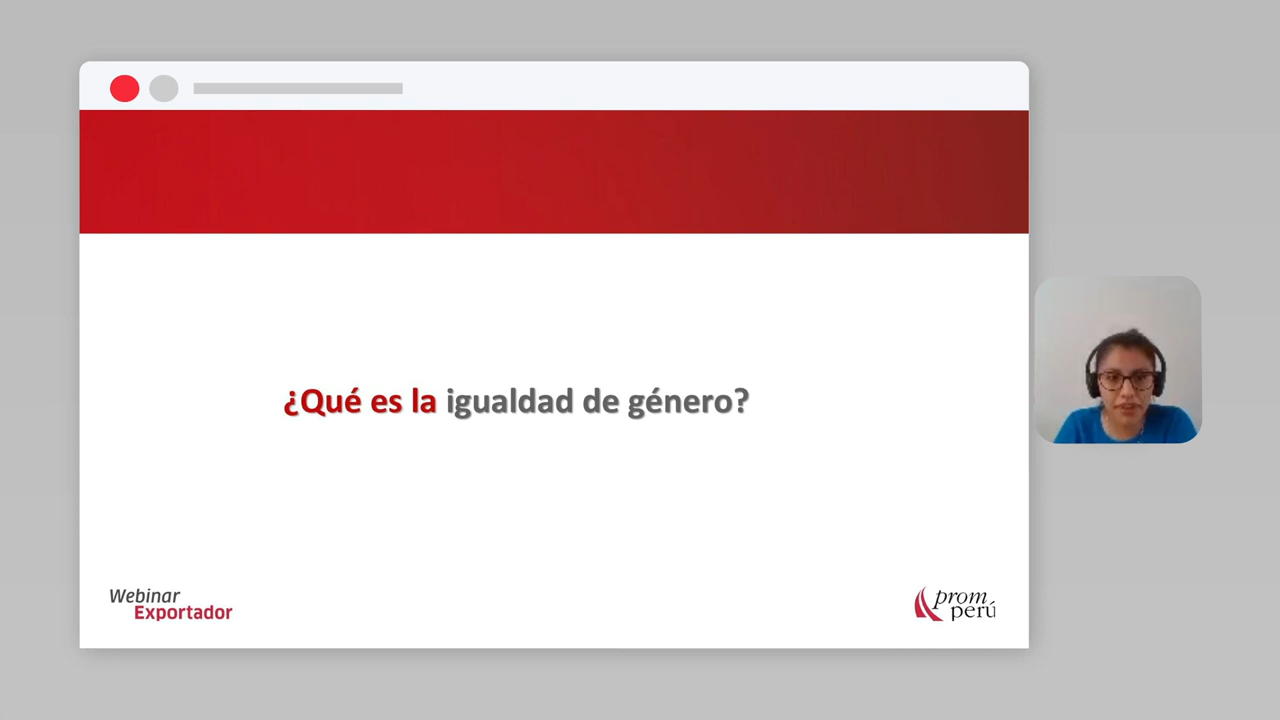 ¿Qué es la igualdad de género?
Webinar
Exportador
prom
perú